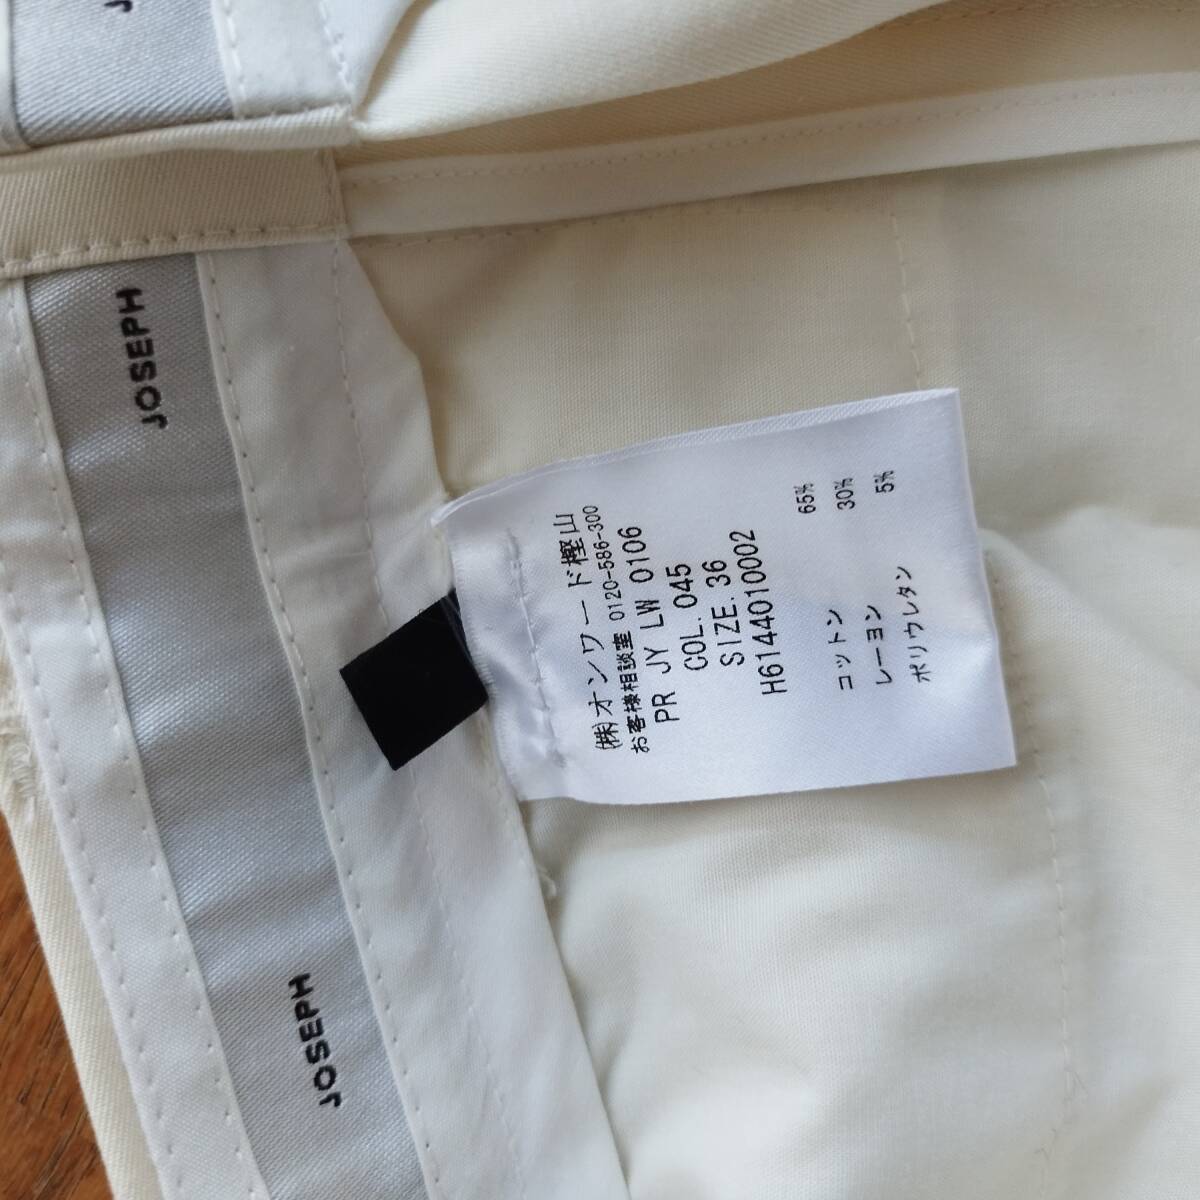 JOSEPH
JOSEPH
(株)オンワード樫山
お客様相談室 0120-586-300
PR JY LW 0106
COL. 045
SIZE. 36
H6144010002
コットン 65%
レーヨン 30%
ポリウレタン 5%